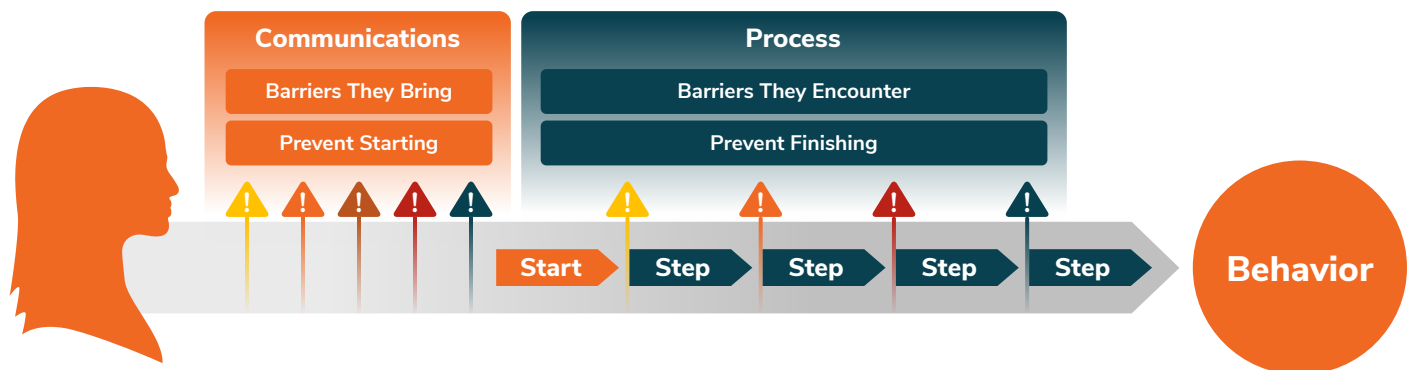 Communications
Barriers They Bring
Prevent Starting
Process
Barriers They Encounter
Prevent Finishing
!
!
!
!
!
!
!
!
!
Start
Step
Step
Step
Step
Behavior